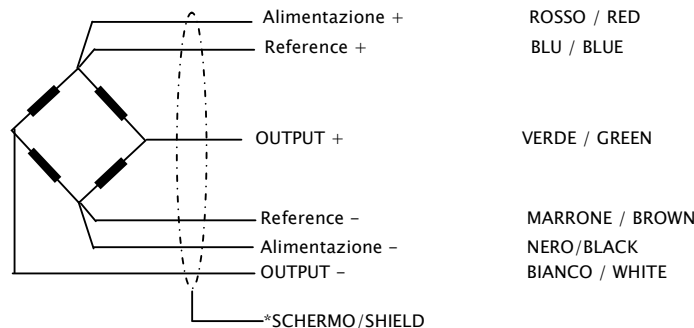 Alimentazione + ROSSO / RED
Reference + BLU / BLUE
OUTPUT + VERDE / GREEN
Reference - MARRONE / BROWN
Alimentazione - NERO/BLACK
OUTPUT - BIANCO / WHITE
*SCHERMO/SHIELD